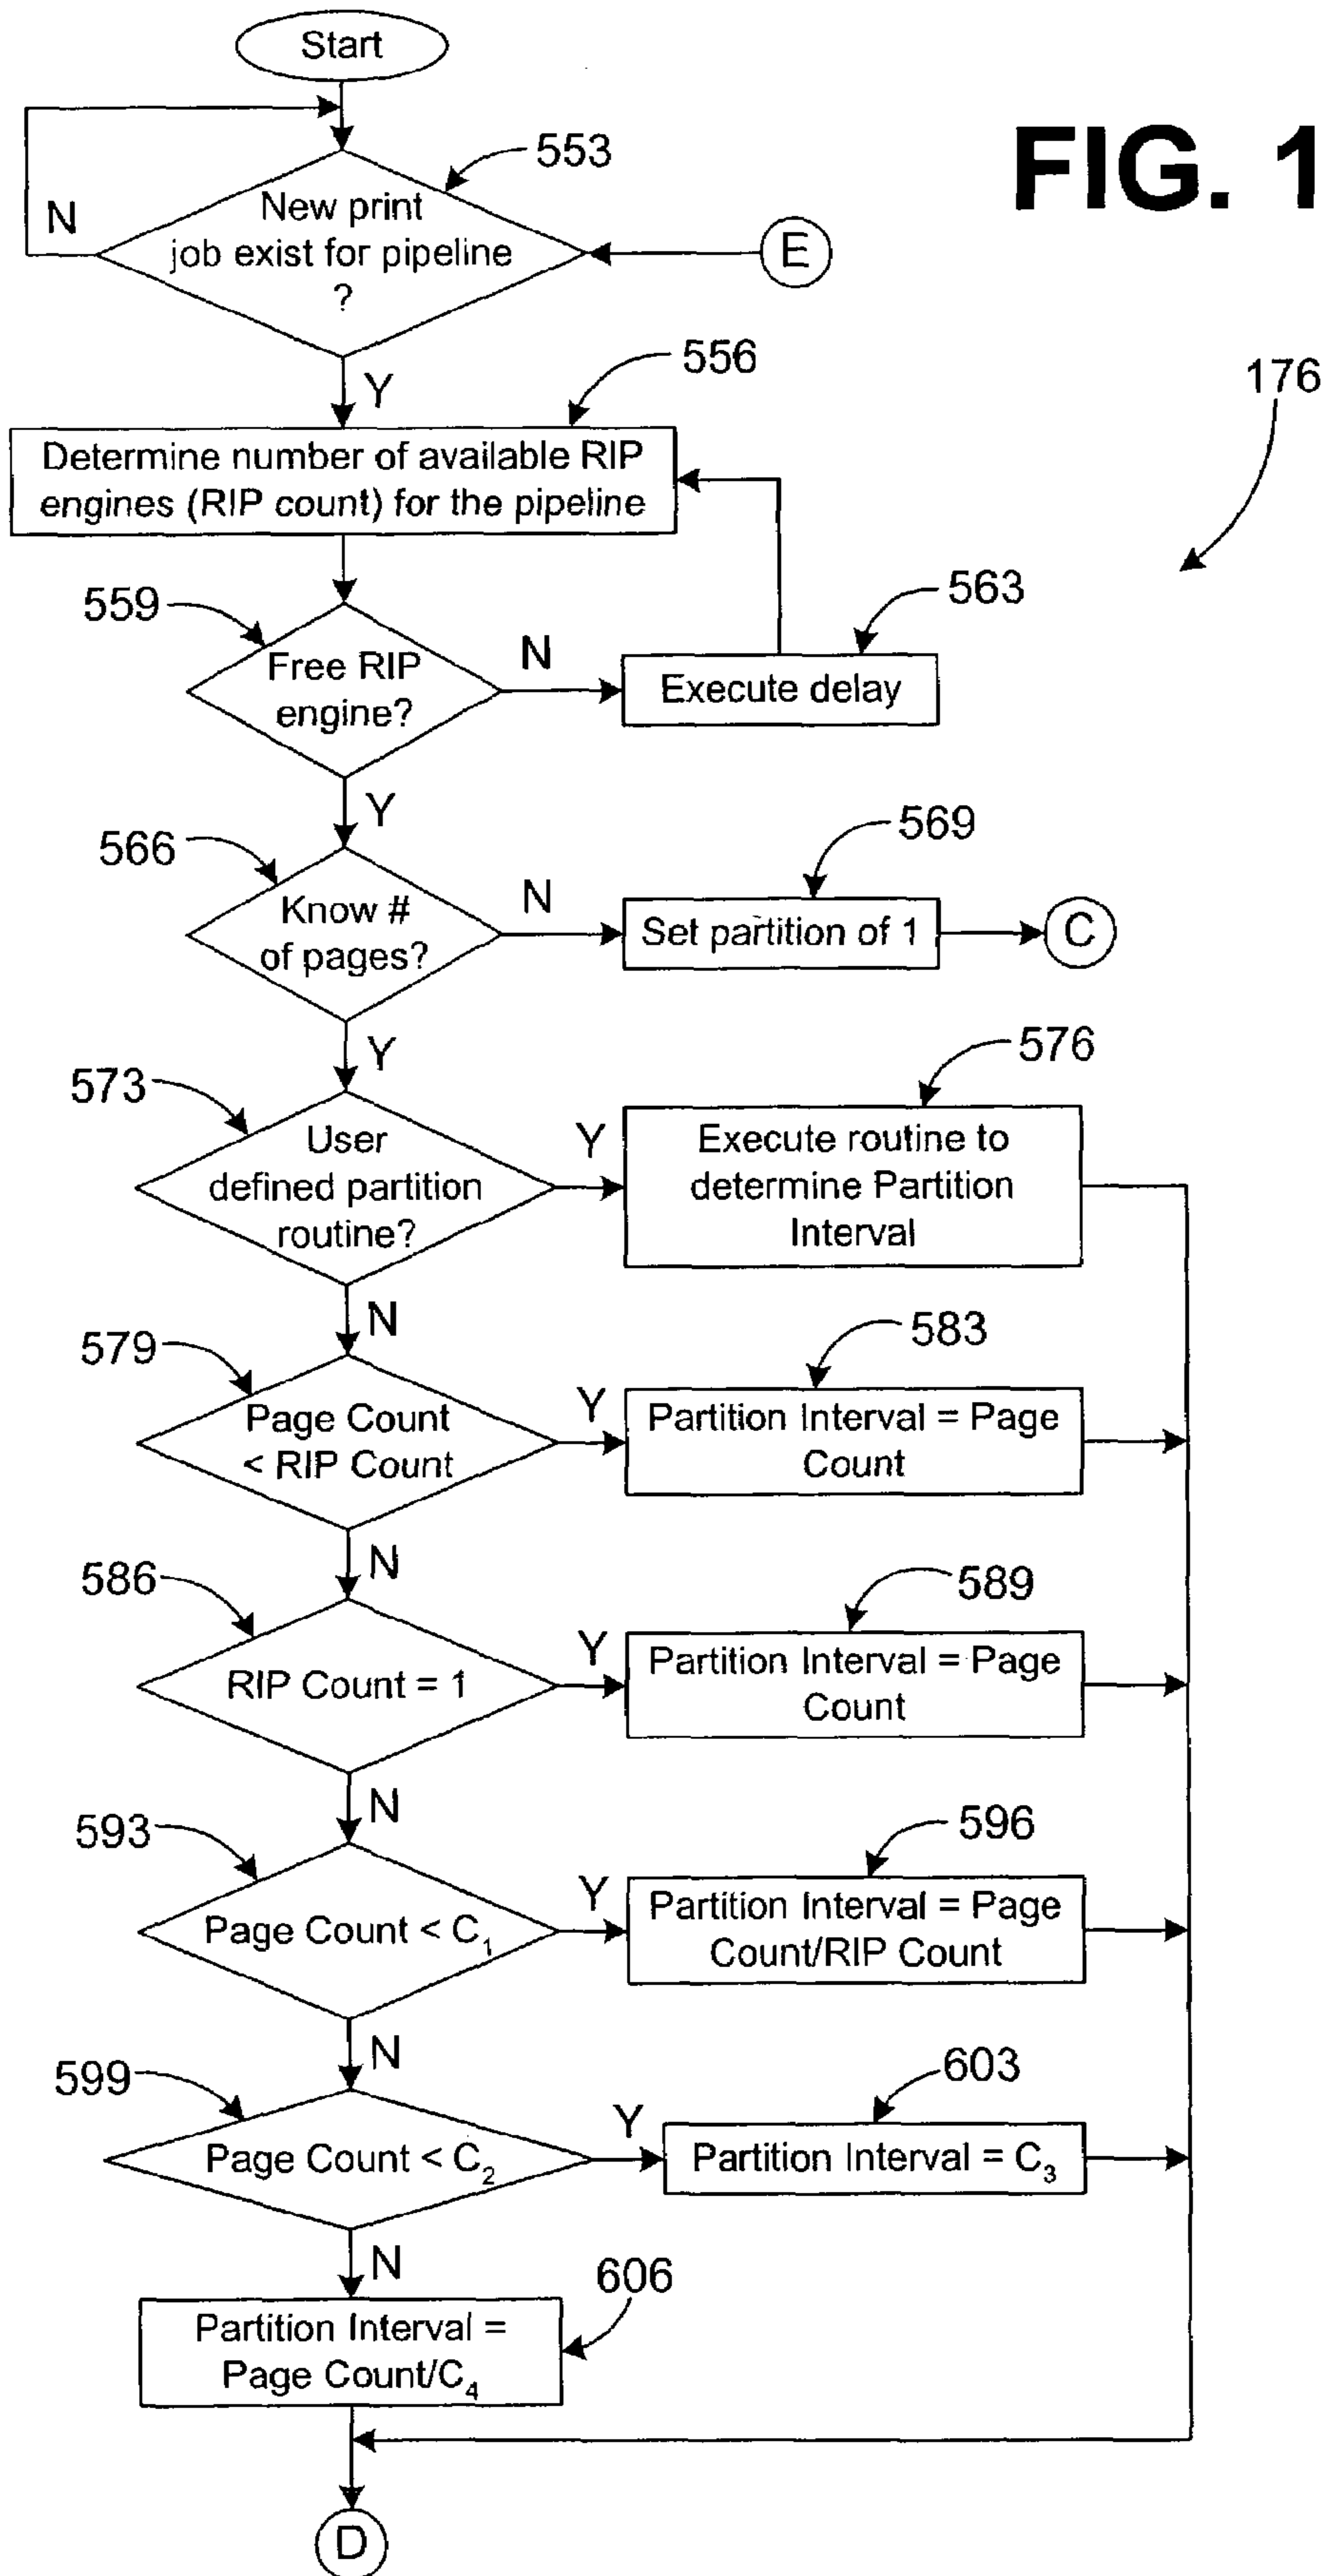 Start
FIG. 1
553
New print
job exist for pipeline
?
N
E
Y
556
176
Determine number of available RIP
engines (RIP count) for the pipeline
559
563
Free RIP
engine?
N
Execute delay
Y
566
569
Know #
of pages?
N
Set partition of 1
C
Y
573
576
User
defined partition
routine?
Y
Execute routine to
determine Partition
Interval
N
579
583
Page Count
< RIP Count
Y
Partition Interval = Page
Count
N
586
589
RIP Count = 1
Y
Partition Interval = Page
Count
N
593
596
Page Count < C₁
Y
Partition Interval = Page
Count/RIP Count
N
599
603
Page Count < C₂
Y
Partition Interval = C₃
N
606
Partition Interval =
Page Count/C₄
D